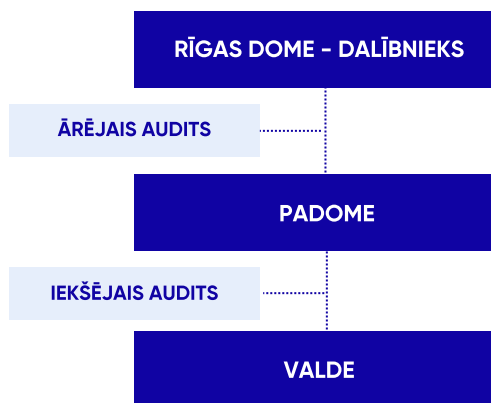 RĪGAS DOME - DALĪBNIEKS
ĀRĒJAIS AUDITS
PADOME
IEKŠĒJAIS AUDITS
VALDE